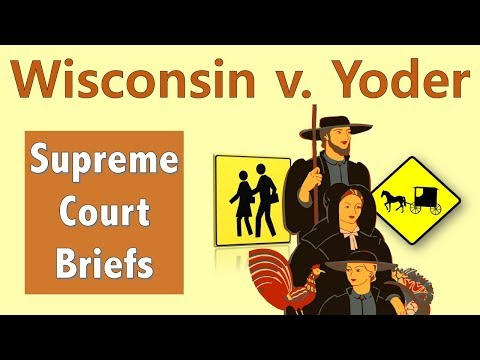 Wisconsin v. Yoder
Supreme
Court
Briefs